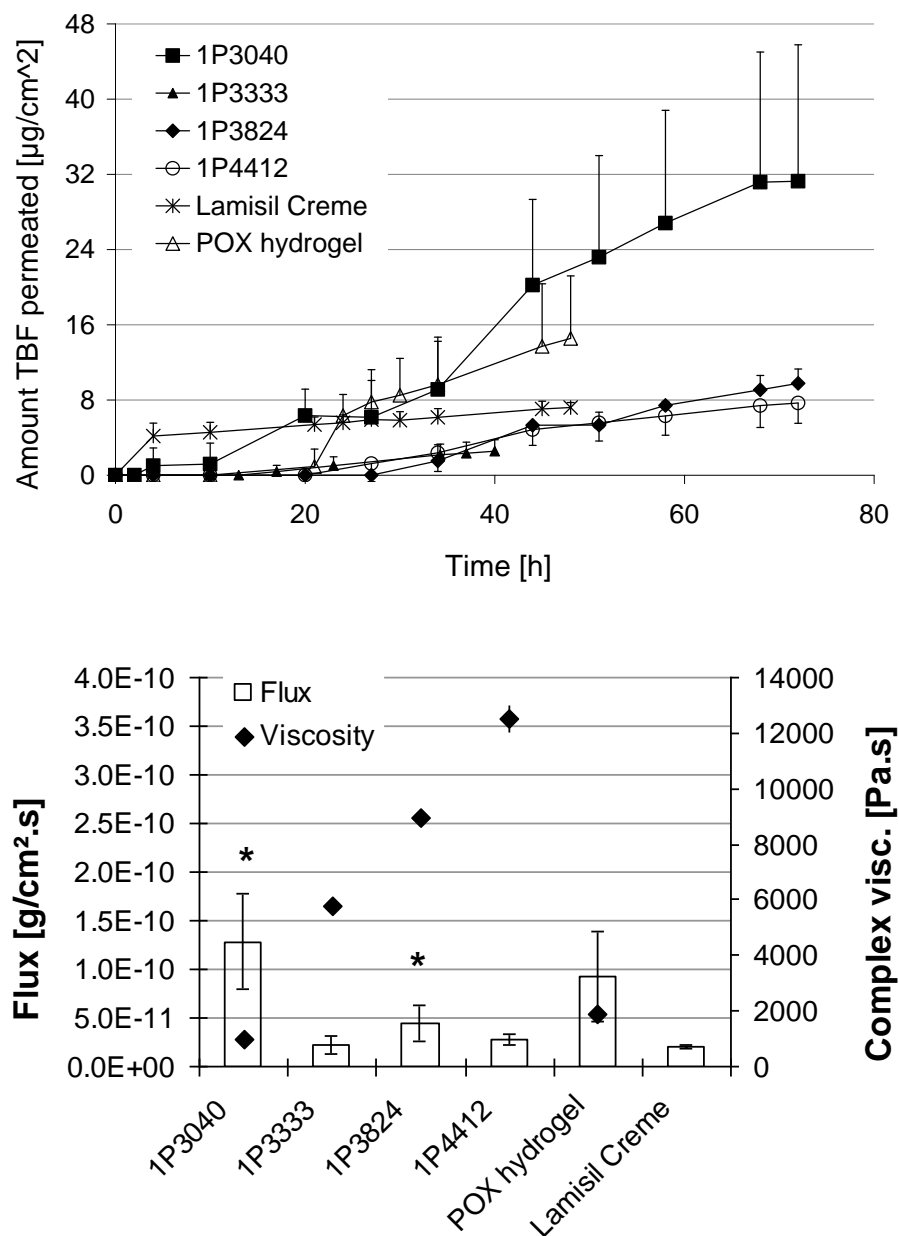 48
40
32
24
16
8
0
Amount TBF permeated [µg/cm^2]
1P3040
1P3333
1P3824
1P4412
Lamisil Creme
POX hydrogel
0 20 40 60 80
Time [h]
4.0E-10
3.5E-10
3.0E-10
2.5E-10
2.0E-10
1.5E-10
1.0E-10
5.0E-11
0.0E+00
Flux [g/cm².s]
Flux
Viscosity
*
*
14000
12000
10000
8000
6000
4000
2000
0
Complex visc. [Pa.s]
1P3040
1P3333
1P3824
1P4412
POX hydrogel
Lamisil Creme